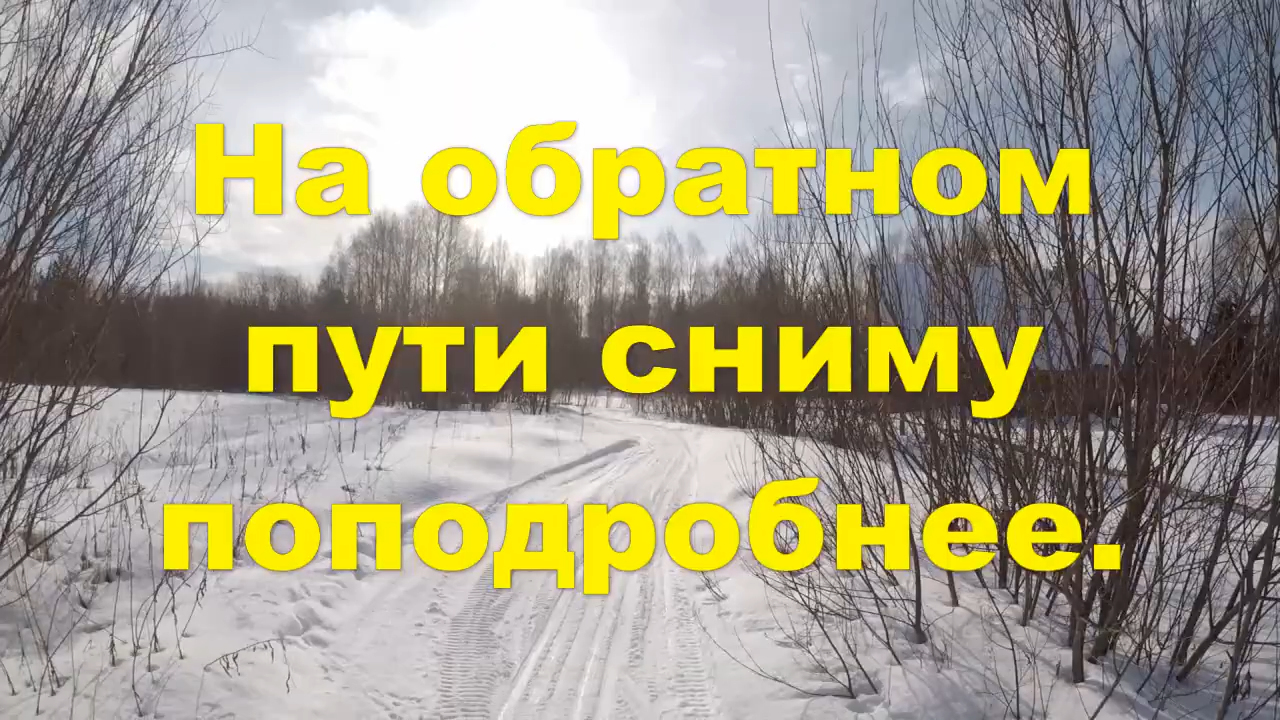 На обратном
пути сниму
поподробнее.